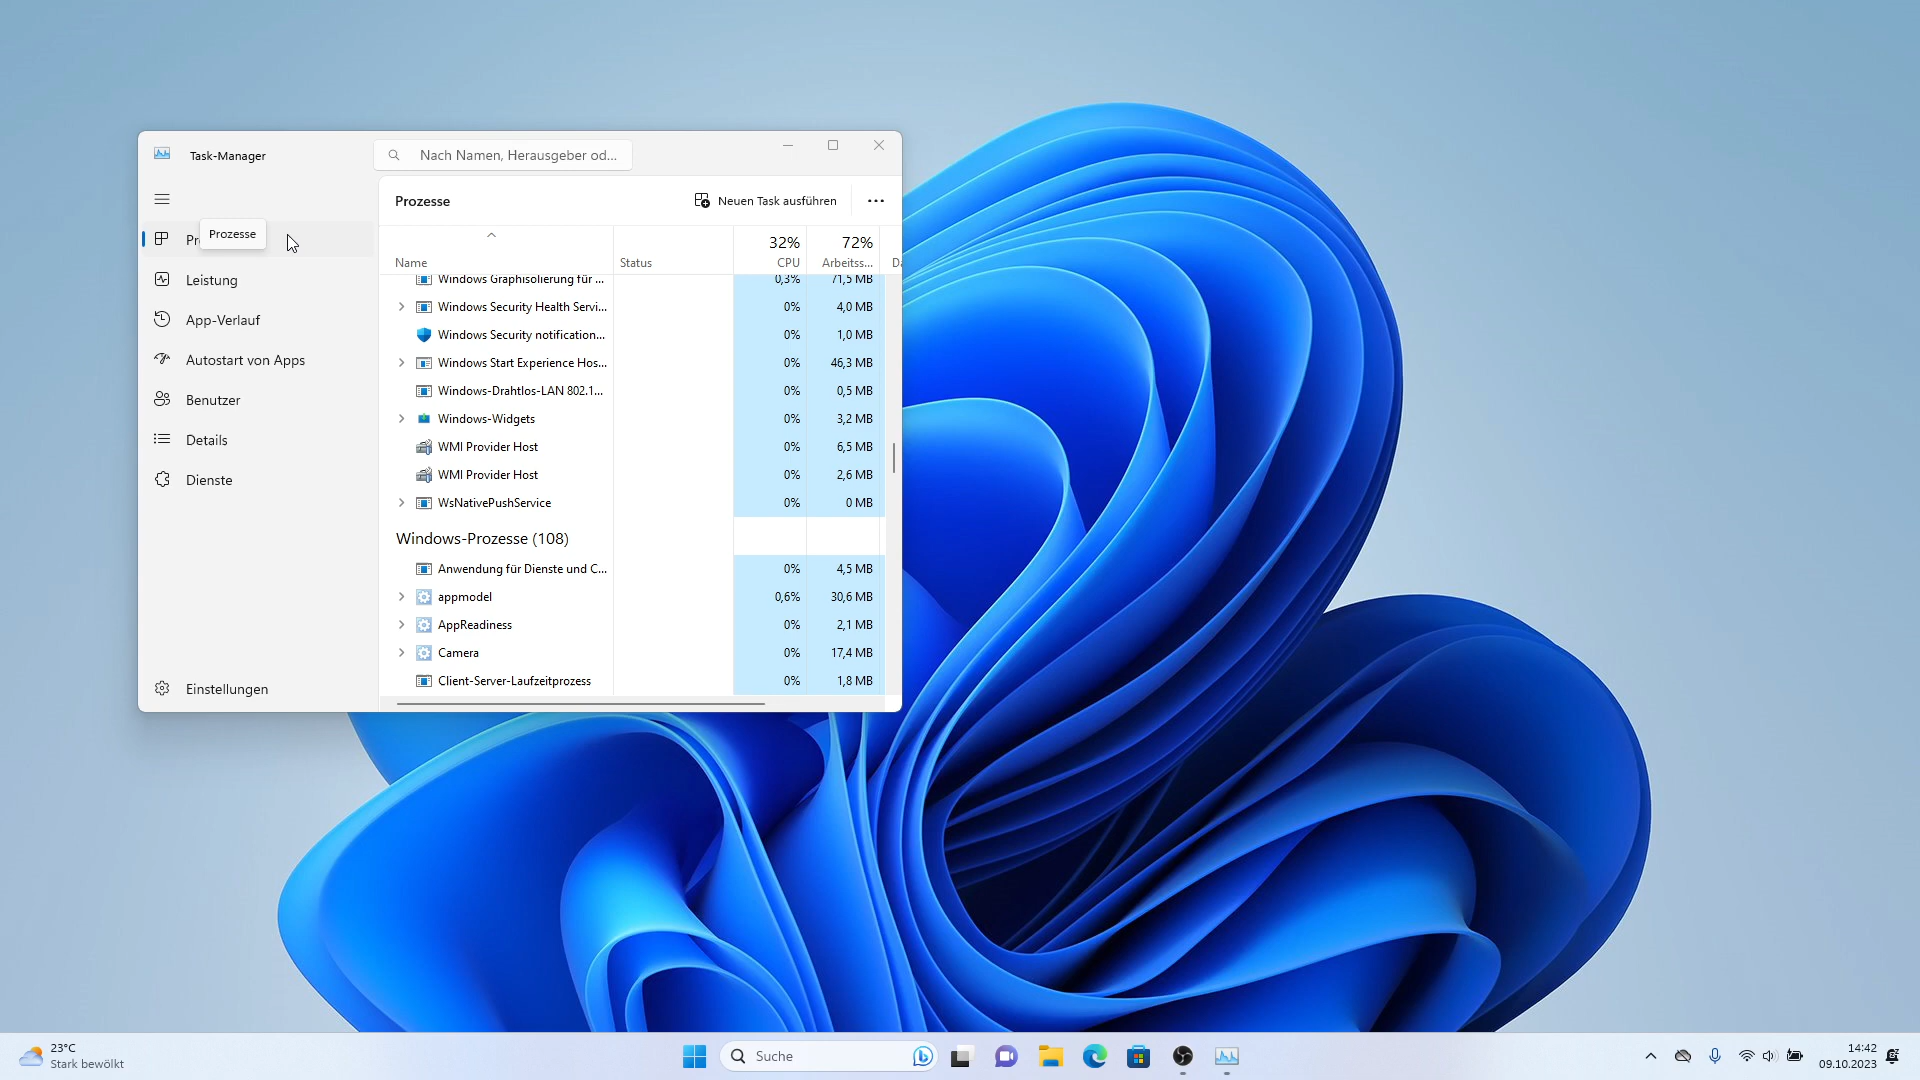 Task-Manager
Nach Namen, Herausgeber od...
Prozesse
Neuen Task ausführen
Prozesse
Leistung
App-Verlauf
Autostart von Apps
Benutzer
Details
Dienste
Einstellungen
32% 72%
Name Status CPU Arbeitss...
Windows Graphisolierung für ... 0,3% 71,5 MB
Windows Security Health Servi... 0% 4,0 MB
Windows Security notification... 0% 1,0 MB
Windows Start Experience Hos... 0% 46,3 MB
Windows-Drahtlos-LAN 802.1... 0% 0,5 MB
Windows-Widgets 0% 3,2 MB
WMI Provider Host 0% 6,5 MB
WMI Provider Host 0% 2,6 MB
WsNativePushService 0% 0 MB
Windows-Prozesse (108)
Anwendung für Dienste und C... 0% 4,5 MB
appmodel 0,6% 30,6 MB
AppReadiness 0% 2,1 MB
Camera 0% 17,4 MB
Client-Server-Laufzeitprozess 0% 1,8 MB
23°C
Stark bewölkt
Suche
14:42
09.10.2023